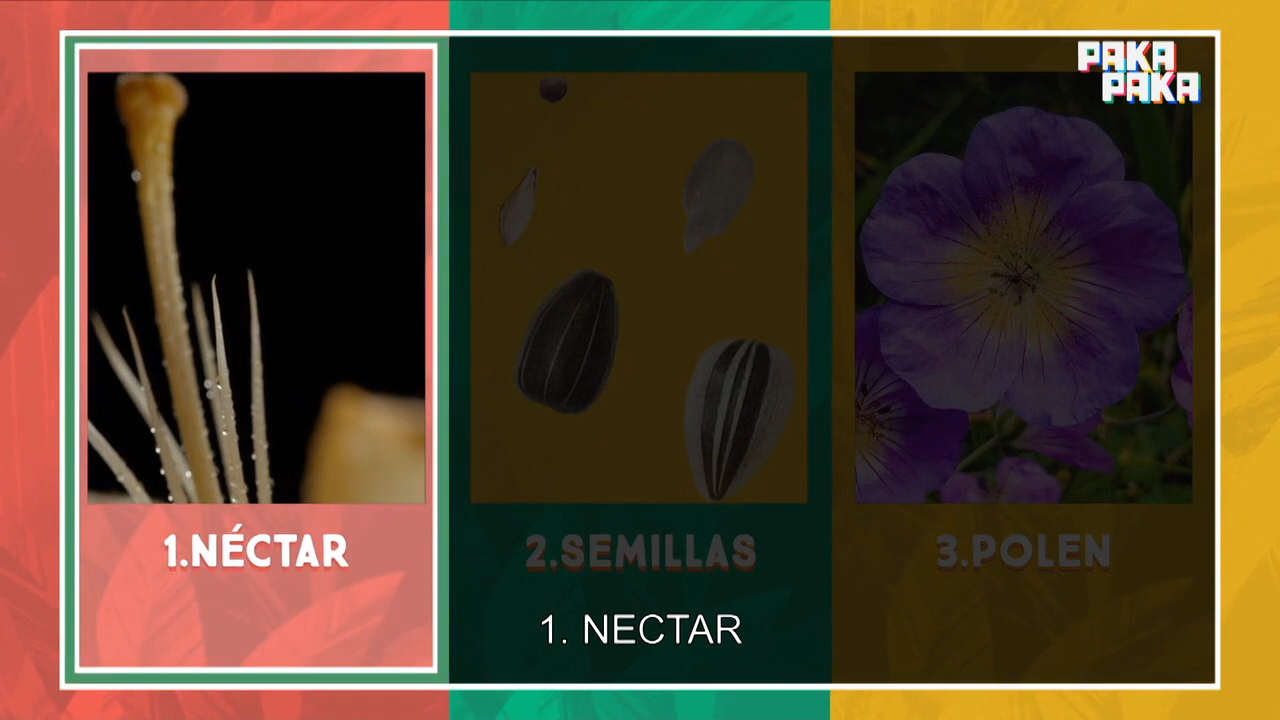 PAKA
PAKA
1.NÉCTAR
2.SEMILLAS
3.POLEN
1. NECTAR